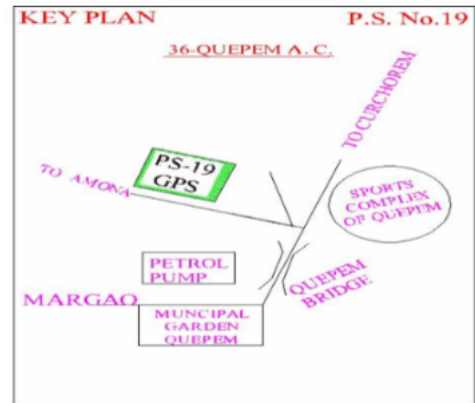 KEY PLAN
P.S. No.19
36-QUEPEM A. C.
TO CURCHOREM
PS-19
GPS
TO AMONA
SPORTS
COMPLEX
OF QUEPEM
PETROL
PUMP
QUEPEM
BRIDGE
MARGAO
MUNCIPAL
GARDEN
QUEPEM